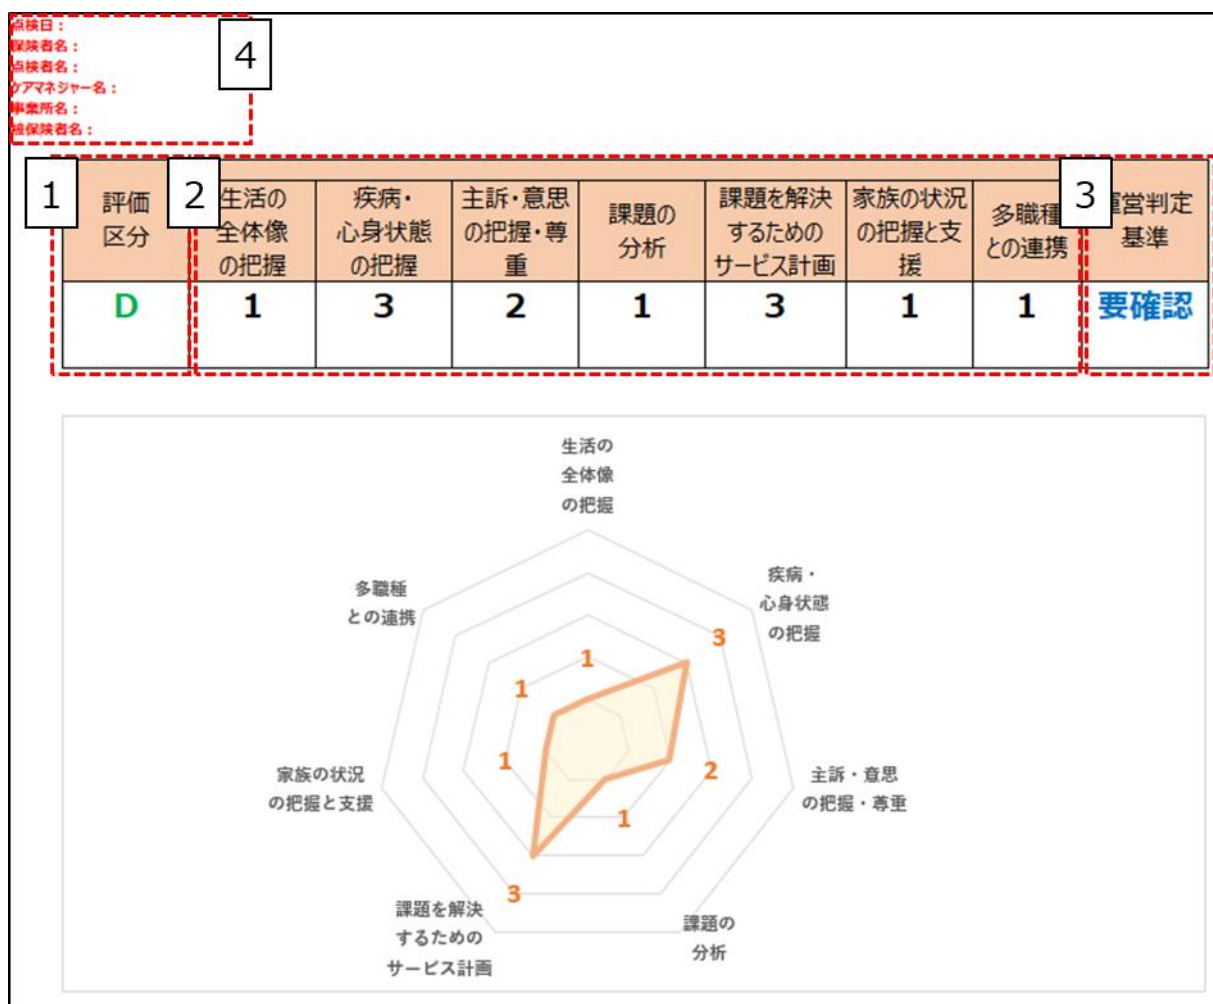 点検日：
保険者名：
点検者名：
ケアマネジャー名：
事業所名：
被保険者名：
4
1
2
3
評価
区分
生活の
全体像
の把握
疾病・
心身状態
の把握
主訴・意思
の把握・尊
重
課題の
分析
課題を解決
するための
サービス計画
家族の状況
の把握と支
援
多職種
との連携
運営判定
基準
D
1
3
2
1
3
1
1
要確認
生活の
全体像
の把握
疾病・
心身状態
の把握
主訴・意思
の把握・尊重
課題の
分析
課題を解決
するための
サービス計画
家族の状況
の把握と支援
多職種
との連携
1
3
2
1
3
1
1